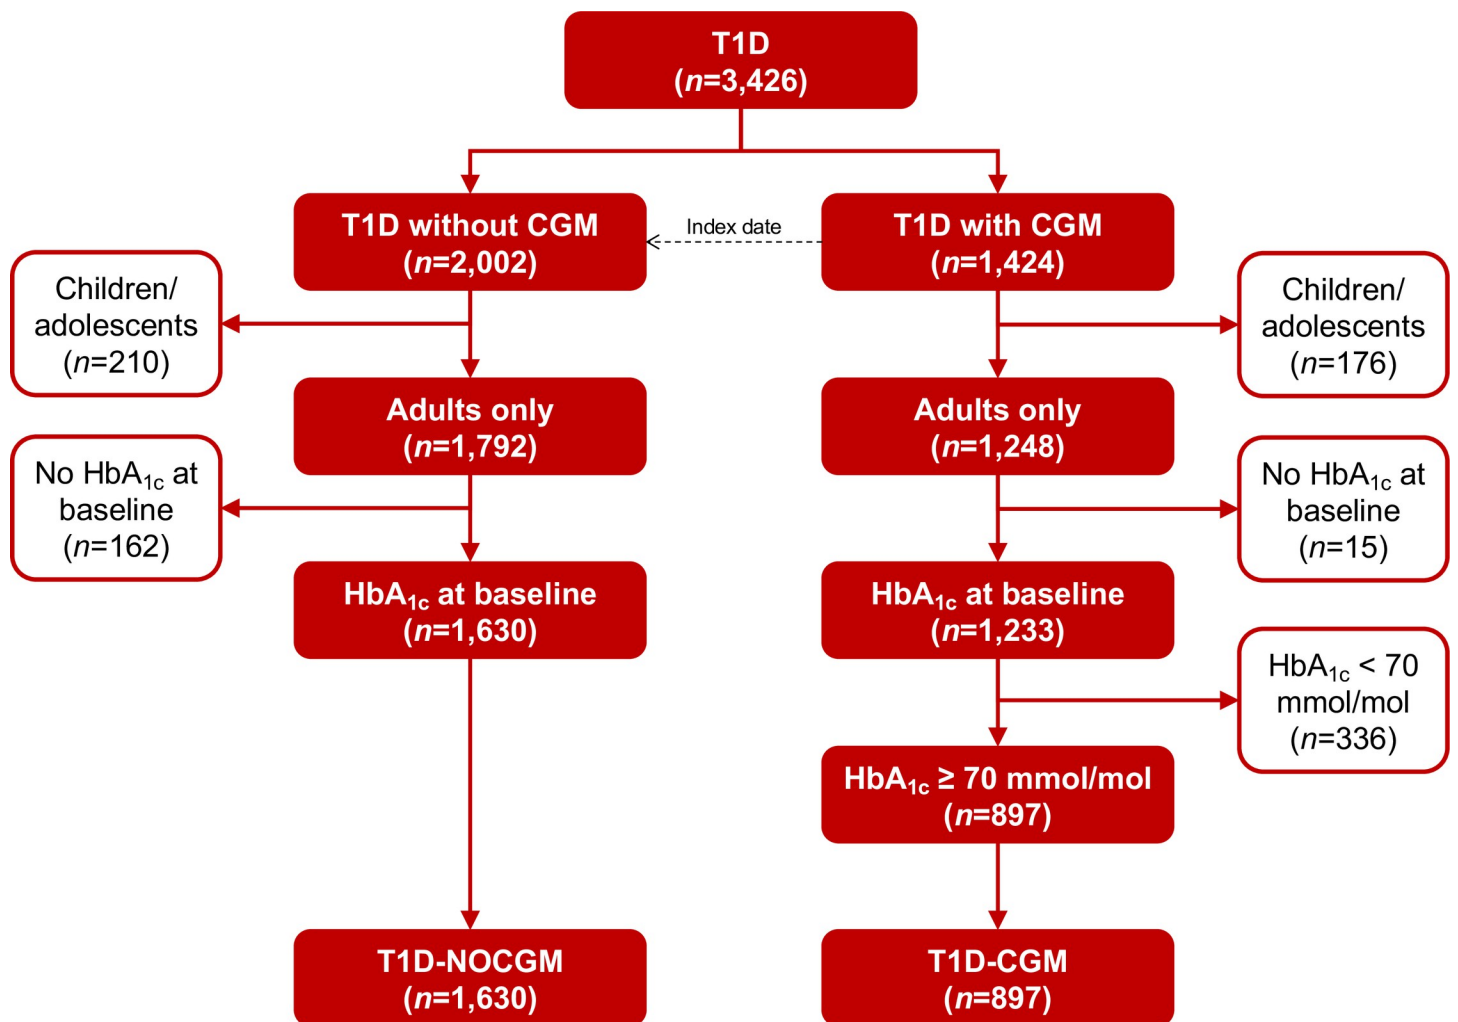 T1D
(n=3,426)
T1D without CGM
(n=2,002)
Index date
T1D with CGM
(n=1,424)
Children/
adolescents
(n=210)
Children/
adolescents
(n=176)
Adults only
(n=1,792)
Adults only
(n=1,248)
No HbA1c at
baseline
(n=162)
No HbA1c at
baseline
(n=15)
HbA1c at baseline
(n=1,630)
HbA1c at baseline
(n=1,233)
HbA1c < 70
mmol/mol
(n=336)
HbA1c ≥ 70 mmol/mol
(n=897)
T1D-NOCGM
(n=1,630)
T1D-CGM
(n=897)